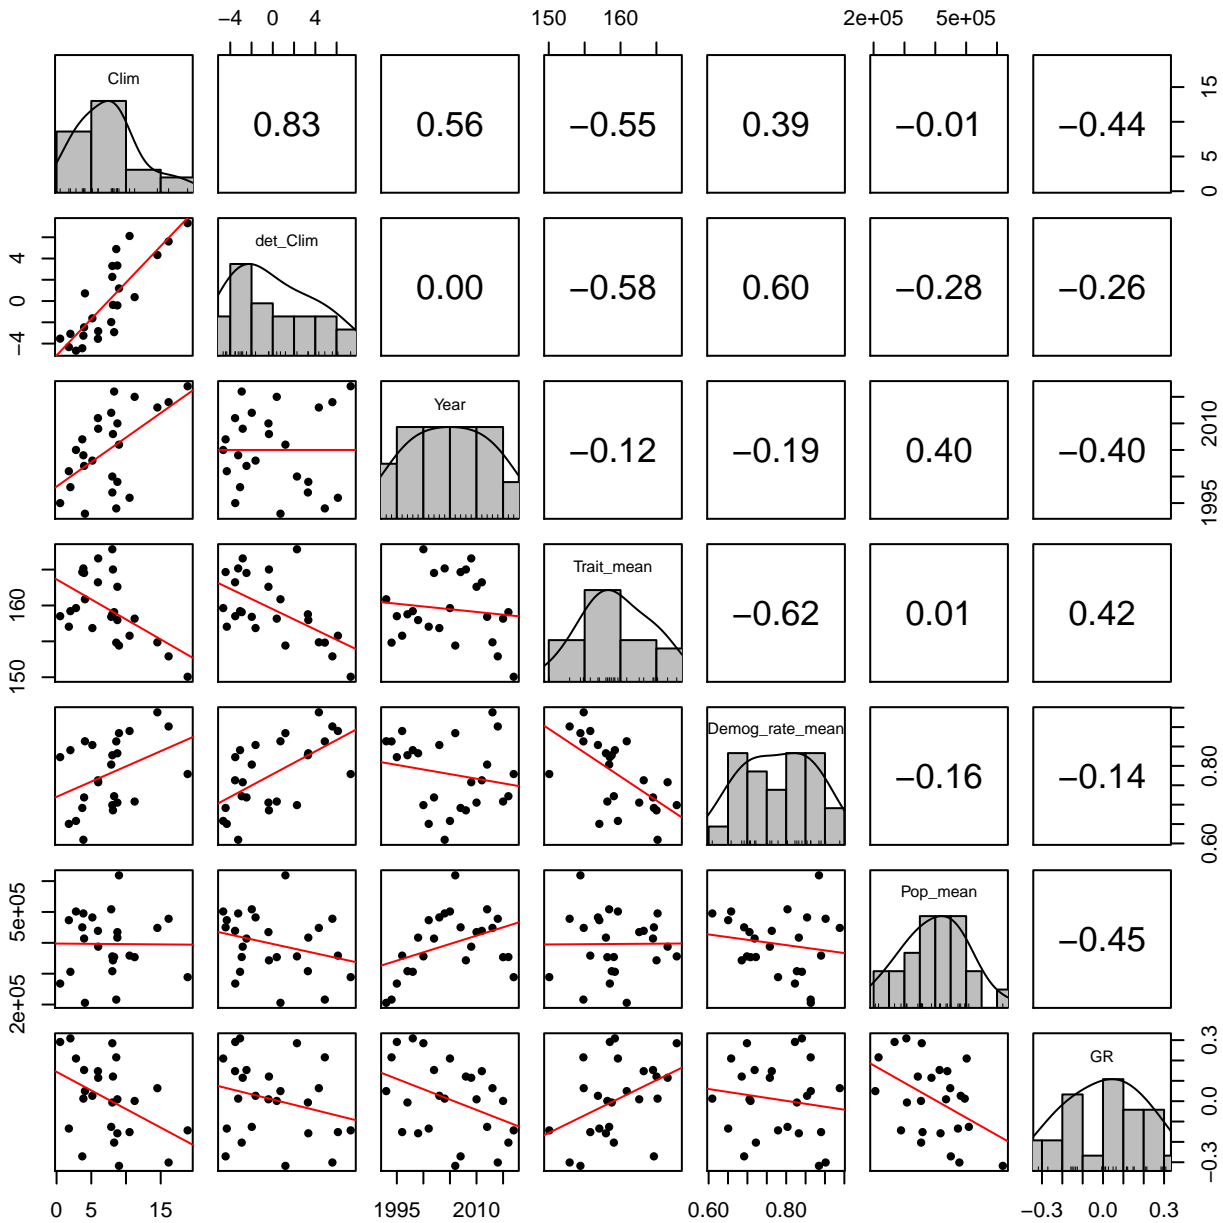 −4 0 4 150 160 2e+05 5e+05
Clim 0.83 0.56 −0.55 0.39 −0.01 −0.44 0 5 15
−4 0 4 det_Clim 0.00 −0.58 0.60 −0.28 −0.26
Year −0.12 −0.19 0.40 −0.40 1995 2010
150 160 Trait_mean −0.62 0.01 0.42
Demog_rate_mean −0.16 −0.14 0.60 0.80
2e+05 5e+05 Pop_mean −0.45
GR −0.3 0.0 0.3
0 5 15 1995 2010 0.60 0.80 −0.3 0.0 0.3